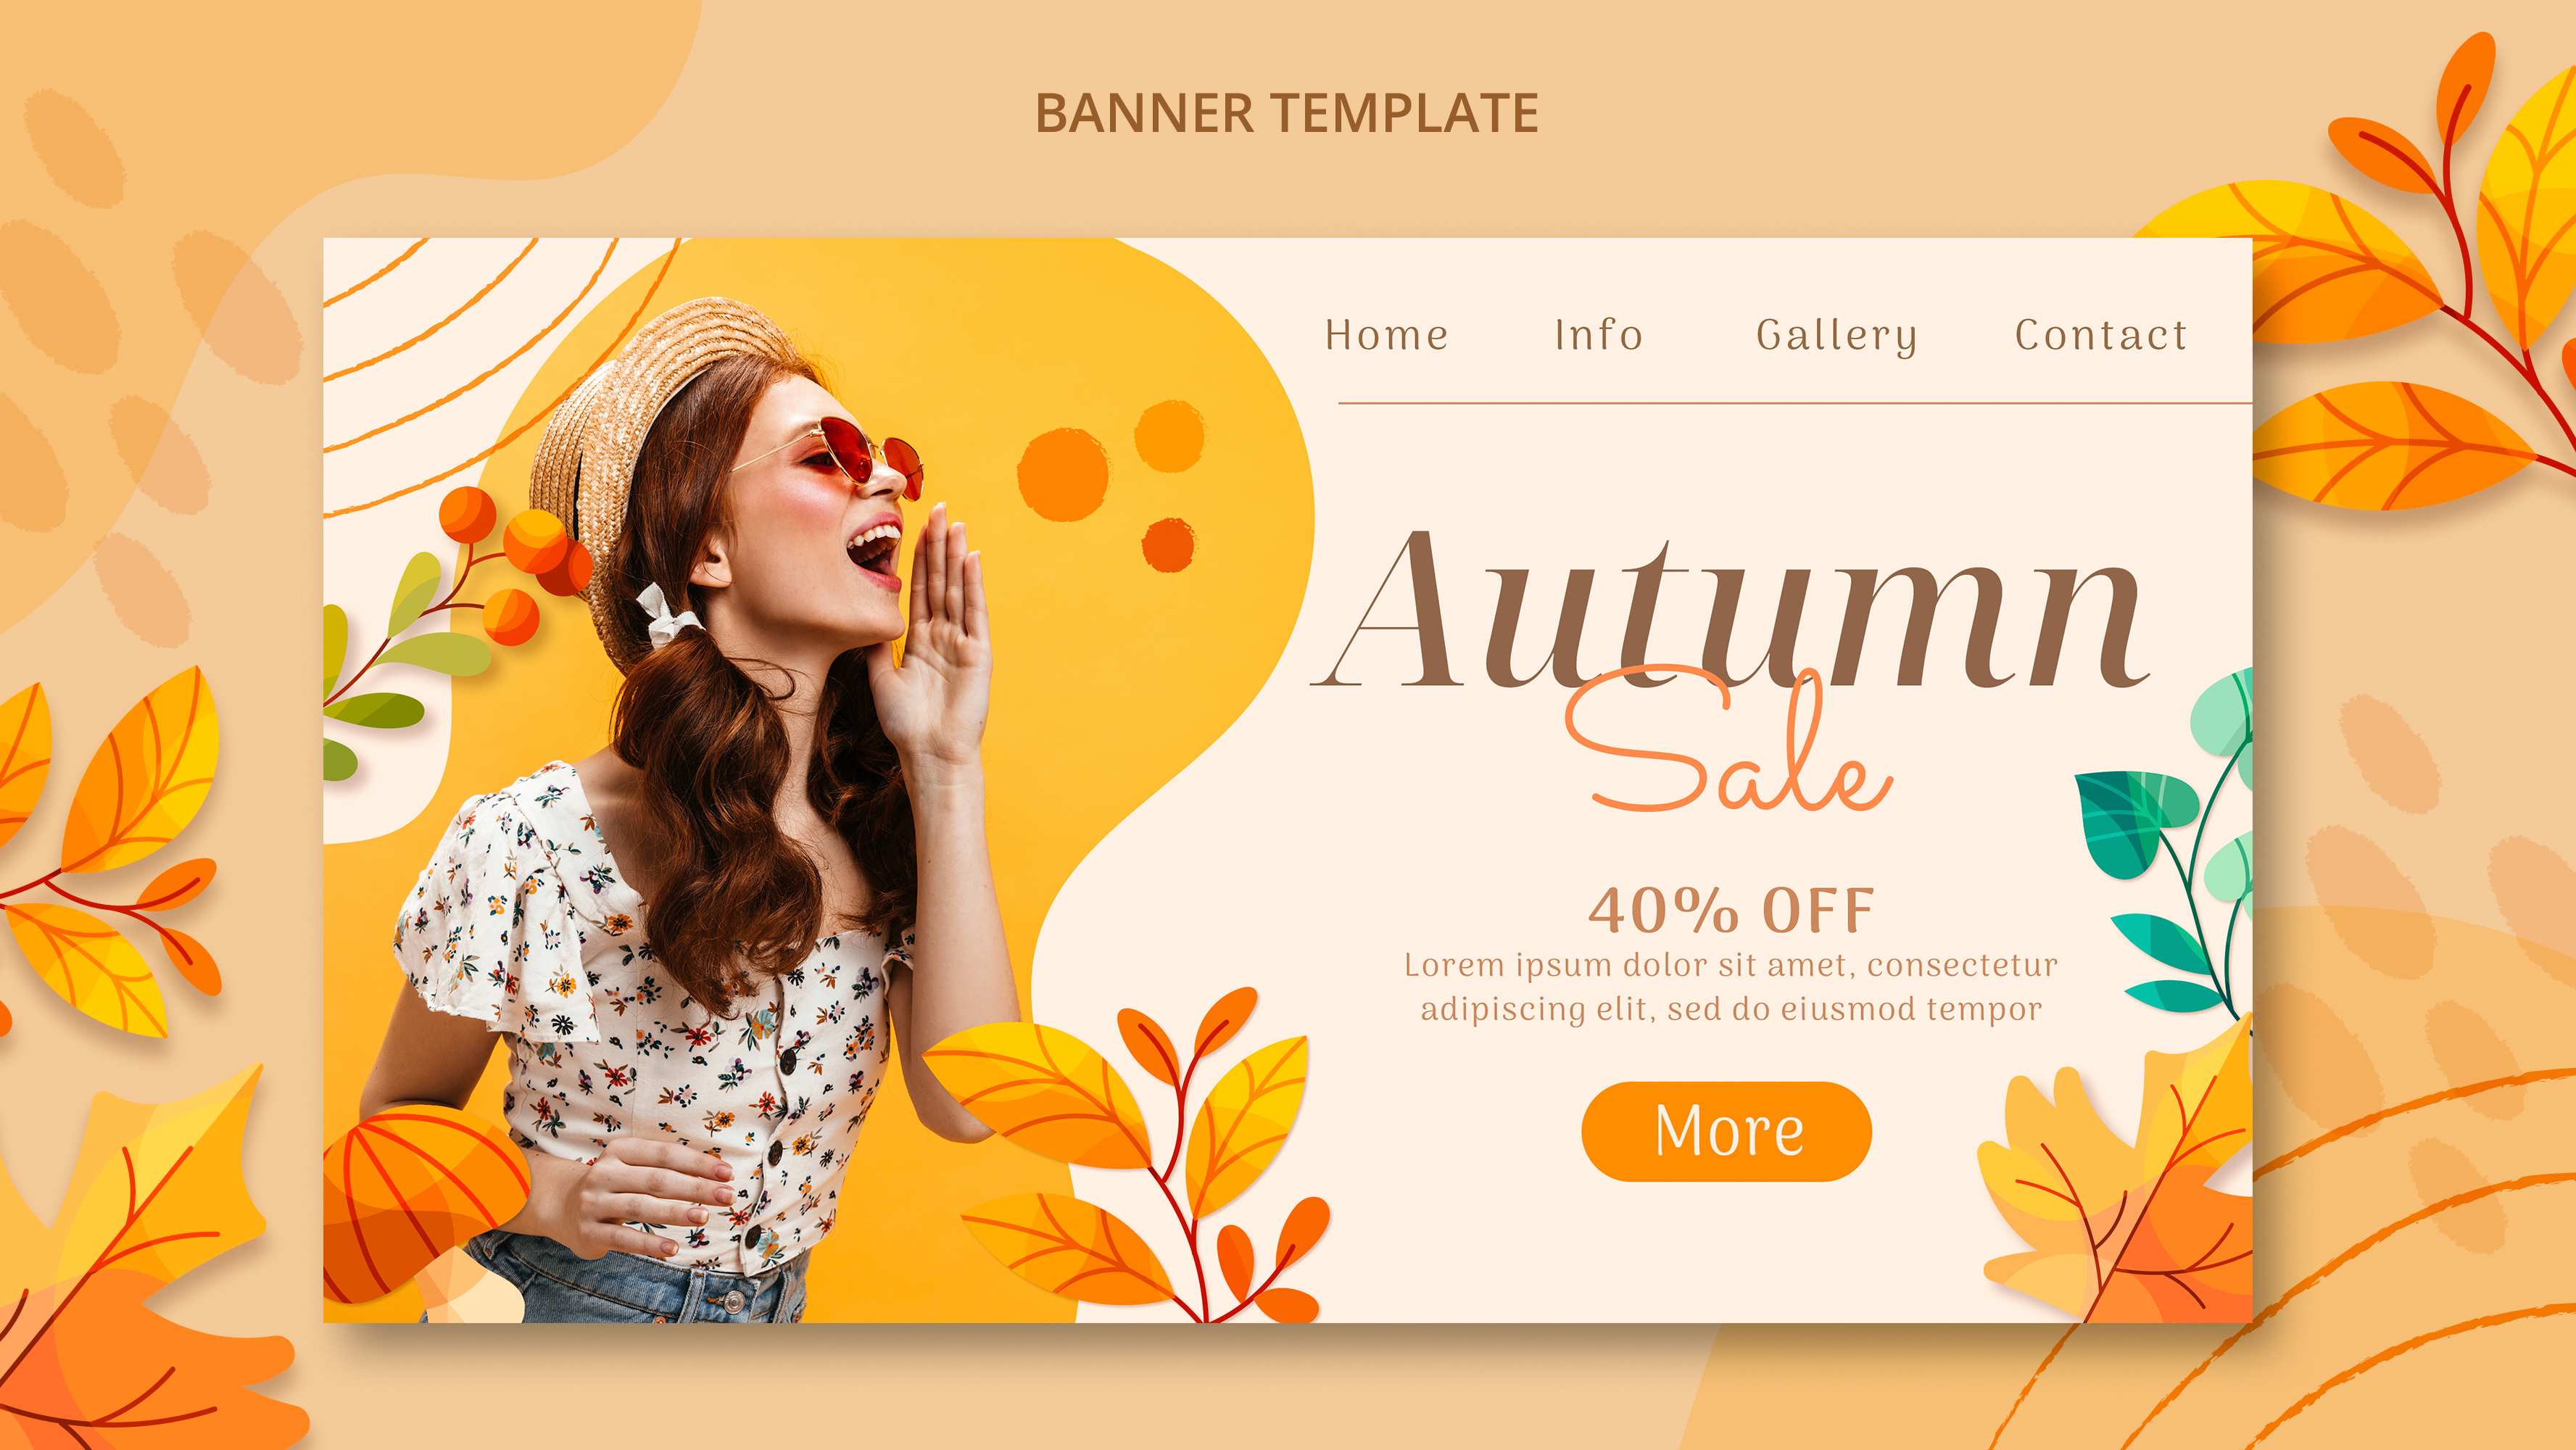 BANNER TEMPLATE
Home Info Gallery Contact
Autumn
Sale
40% OFF
Lorem ipsum dolor sit amet, consectetur
adipiscing elit, sed do eiusmod tempor
More